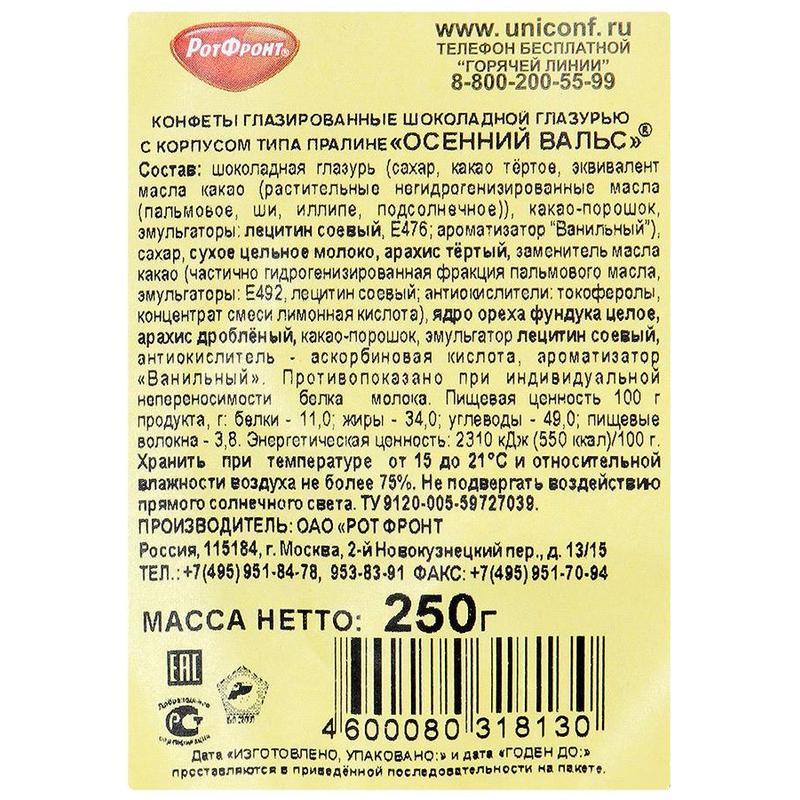 РотФронт®
www. uniconf. ru
ТЕЛЕФОН БЕСПЛАТНОЙ
"ГОРЯЧЕЙ ЛИНИИ"
8-800-200-55-99
КОНФЕТЫ ГЛАЗИРОВАННЫЕ ШОКОЛАДНОЙ ГЛАЗУРЬЮ
С КОРПУСОМ ТИПА ПРАЛИНЕ «ОСЕННИЙ ВАЛЬС»®
Состав: шоколадная глазурь (сахар, какао тёртое, эквивалент
масла какао (растительные негидрогенизированные масла
(пальмовое, ши, иллипе, подсолнечное)), какао-порошок,
эмульгаторы: лецитин соевый, Е476; ароматизатор "Ванильный"),
сахар, сухое цельное молоко, арахис тёртый, заменитель масла
какао (частично гидрогенизированная фракция пальмового масла,
эмульгаторы: Е492, лецитин соевый; антиокислители: токоферолы,
концентрат смеси лимонная кислота), ядро ореха фундука целое,
арахис дроблёный, какао-порошок, эмульгатор лецитин соевый,
антиокислитель - аскорбиновая кислота, ароматизатор
«Ванильный». Противопоказано при индивидуальной
непереносимости белка молока. Пищевая ценность 100 г
продукта, г: белки - 11,0; жиры - 34,0; углеводы - 49,0; пищевые
волокна - 3,8. Энергетическая ценность: 2310 кДж (550 ккал)/100 г.
Хранить при температуре от 15 до 21°С и относительной
влажности воздуха не более 75%. Не подвергать воздействию
прямого солнечного света. ТУ 9120-005-59727039.
ПРОИЗВОДИТЕЛЬ: ОАО «РОТ ФРОНТ
Россия, 115184, г. Москва, 2-й Новокузнецкий пер., д. 13/15
ТЕЛ.: +7(495) 951-84-78, 953-83-91 ФАКС: +7(495) 951-70-94
МАССА НЕТТО: 250г
ЕАС
Добровольная
сертификация
4 600080 318130
Дата «ИЗГОТОВЛЕНО, УПАКОВАНО:» и дата «ГОДЕН ДО:»
проставляются в приведённой последовательности на пакете.